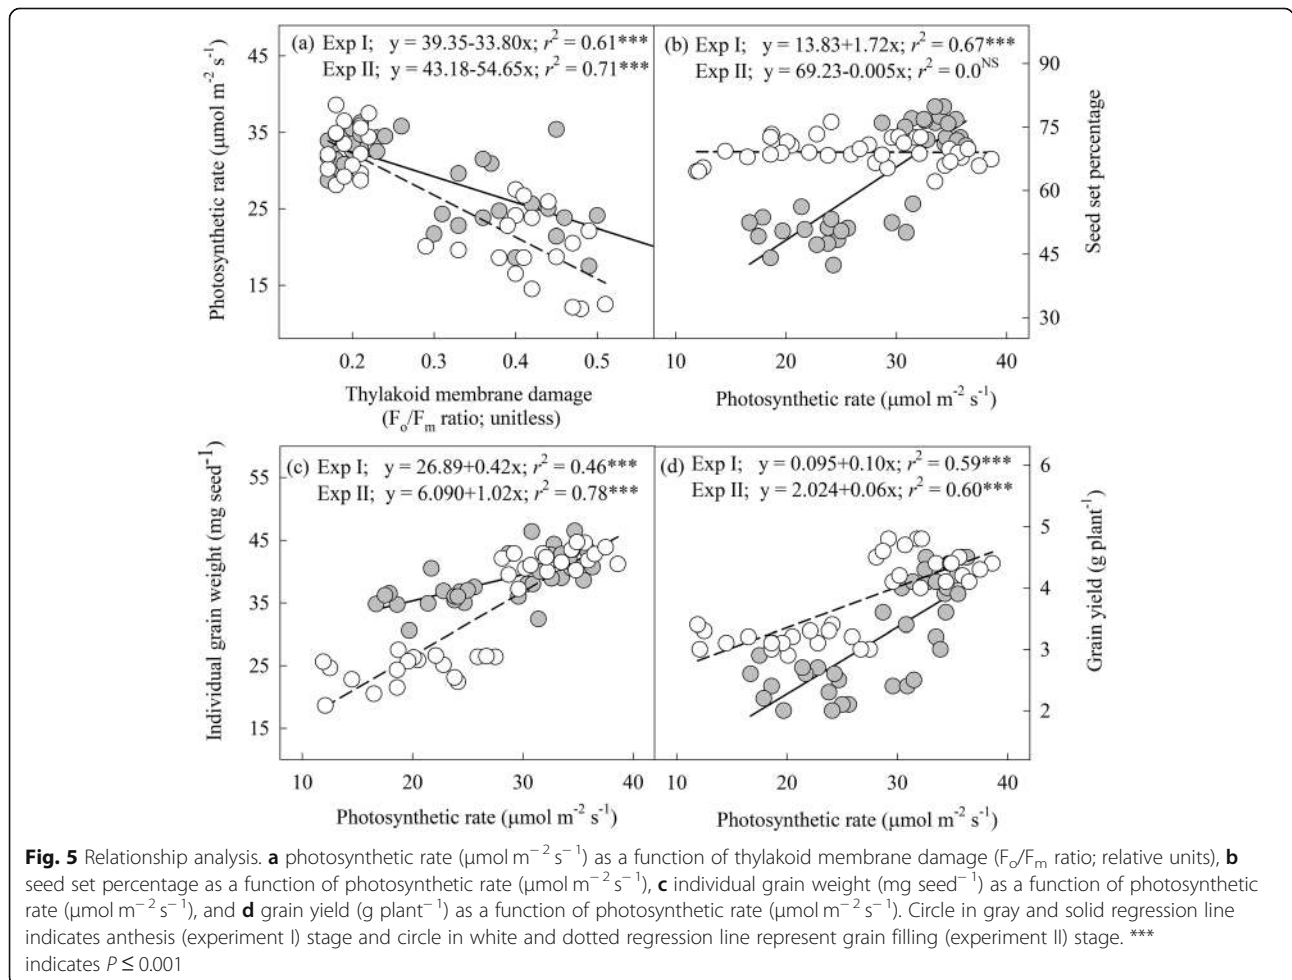 (a) Exp I; y = 39.35-33.80x; r² = 0.61***
Exp II; y = 43.18-54.65x; r² = 0.71***
Photosynthetic rate (µmol m⁻² s⁻¹)
45
35
25
15
0.2 0.3 0.4 0.5
Thylakoid membrane damage
(Fₒ/Fₘ ratio; unitless)
(b) Exp I; y = 13.83+1.72x; r² = 0.67***
Exp II; y = 69.23-0.005x; r² = 0.0ᴺˢ
90
75
60
45
30
Seed set percentage
10 20 30 40
Photosynthetic rate (µmol m⁻² s⁻¹)
(c) Exp I; y = 26.89+0.42x; r² = 0.46***
Exp II; y = 6.090+1.02x; r² = 0.78***
Individual grain weight (mg seed⁻¹)
55
45
35
25
15
10 20 30 40
Photosynthetic rate (µmol m⁻² s⁻¹)
(d) Exp I; y = 0.095+0.10x; r² = 0.59***
Exp II; y = 2.024+0.06x; r² = 0.60***
6
5
4
3
2
Grain yield (g plant⁻¹)
10 20 30 40
Photosynthetic rate (µmol m⁻² s⁻¹)
Fig. 5 Relationship analysis. a photosynthetic rate (µmol m⁻² s⁻¹) as a function of thylakoid membrane damage (Fₒ/Fₘ ratio; relative units), b
seed set percentage as a function of photosynthetic rate (µmol m⁻² s⁻¹), c individual grain weight (mg seed⁻¹) as a function of photosynthetic
rate (µmol m⁻² s⁻¹), and d grain yield (g plant⁻¹) as a function of photosynthetic rate (µmol m⁻² s⁻¹). Circle in gray and solid regression line
indicates anthesis (experiment I) stage and circle in white and dotted regression line represent grain filling (experiment II) stage. ***
indicates P ≤ 0.001